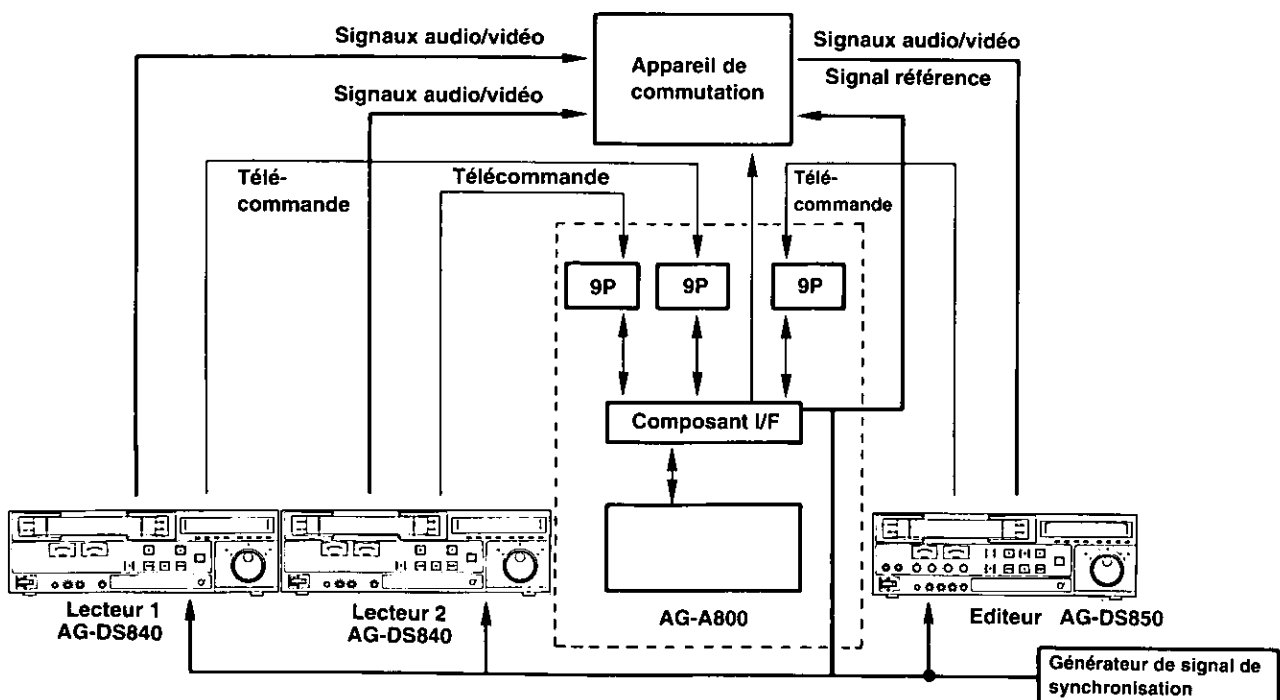 Signaux audio/vidéo
Appareil de
commutation
Signaux audio/vidéo
Signal référence
Signaux audio/vidéo
Télé-
commande
Télécommande
Télé-
commande
9P
9P
9P
Composant I/F
AG-A800
Lecteur 1
AG-DS840
Lecteur 2
AG-DS840
Editeur AG-DS850
Générateur de signal de
synchronisation